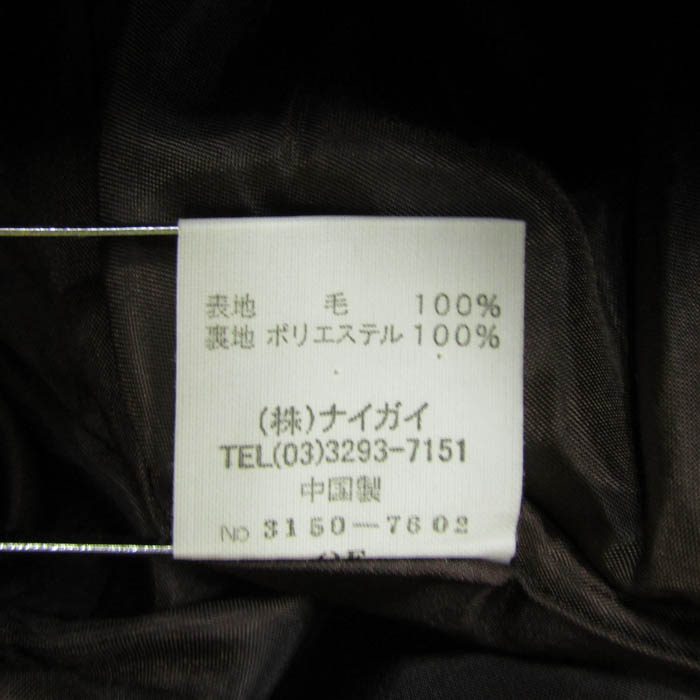 表地 毛 100%
裏地 ポリエステル 100%
(株)ナイガイ
TEL(03)3293-7151
中国製
No 3150-7602